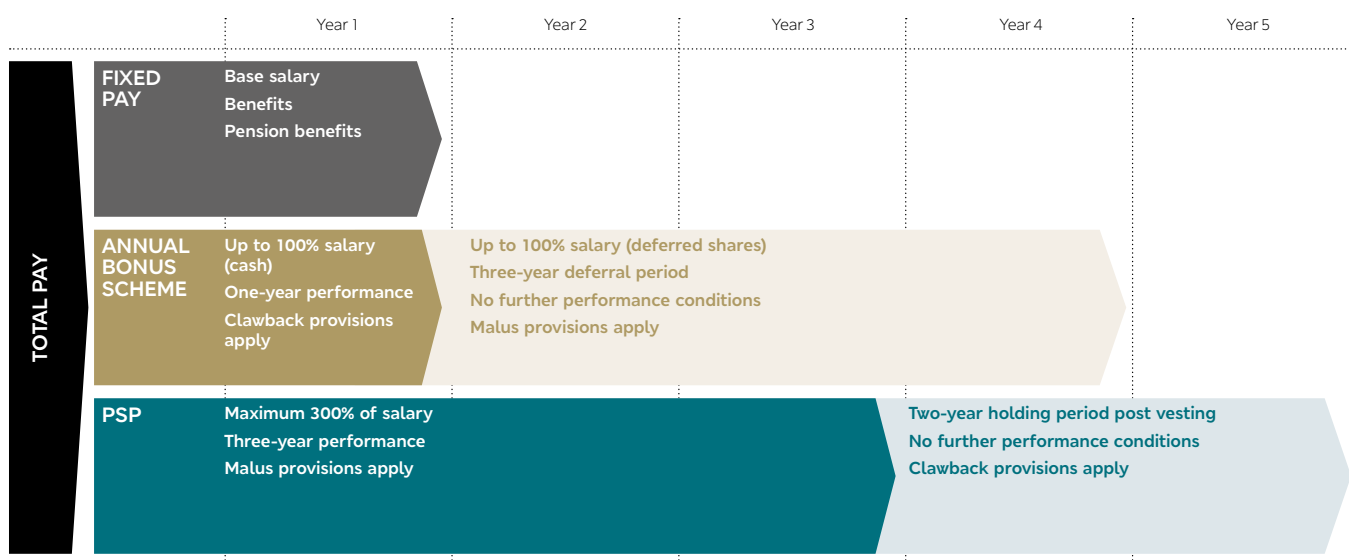 Year 1
Year 2
Year 3
Year 4
Year 5
TOTAL PAY
FIXED
PAY
Base salary
Benefits
Pension benefits
ANNUAL
BONUS
SCHEME
Up to 100% salary
(cash)
One-year performance
Clawback provisions
apply
Up to 100% salary (deferred shares)
Three-year deferral period
No further performance conditions
Malus provisions apply
PSP
Maximum 300% of salary
Three-year performance
Malus provisions apply
Two-year holding period post vesting
No further performance conditions
Clawback provisions apply